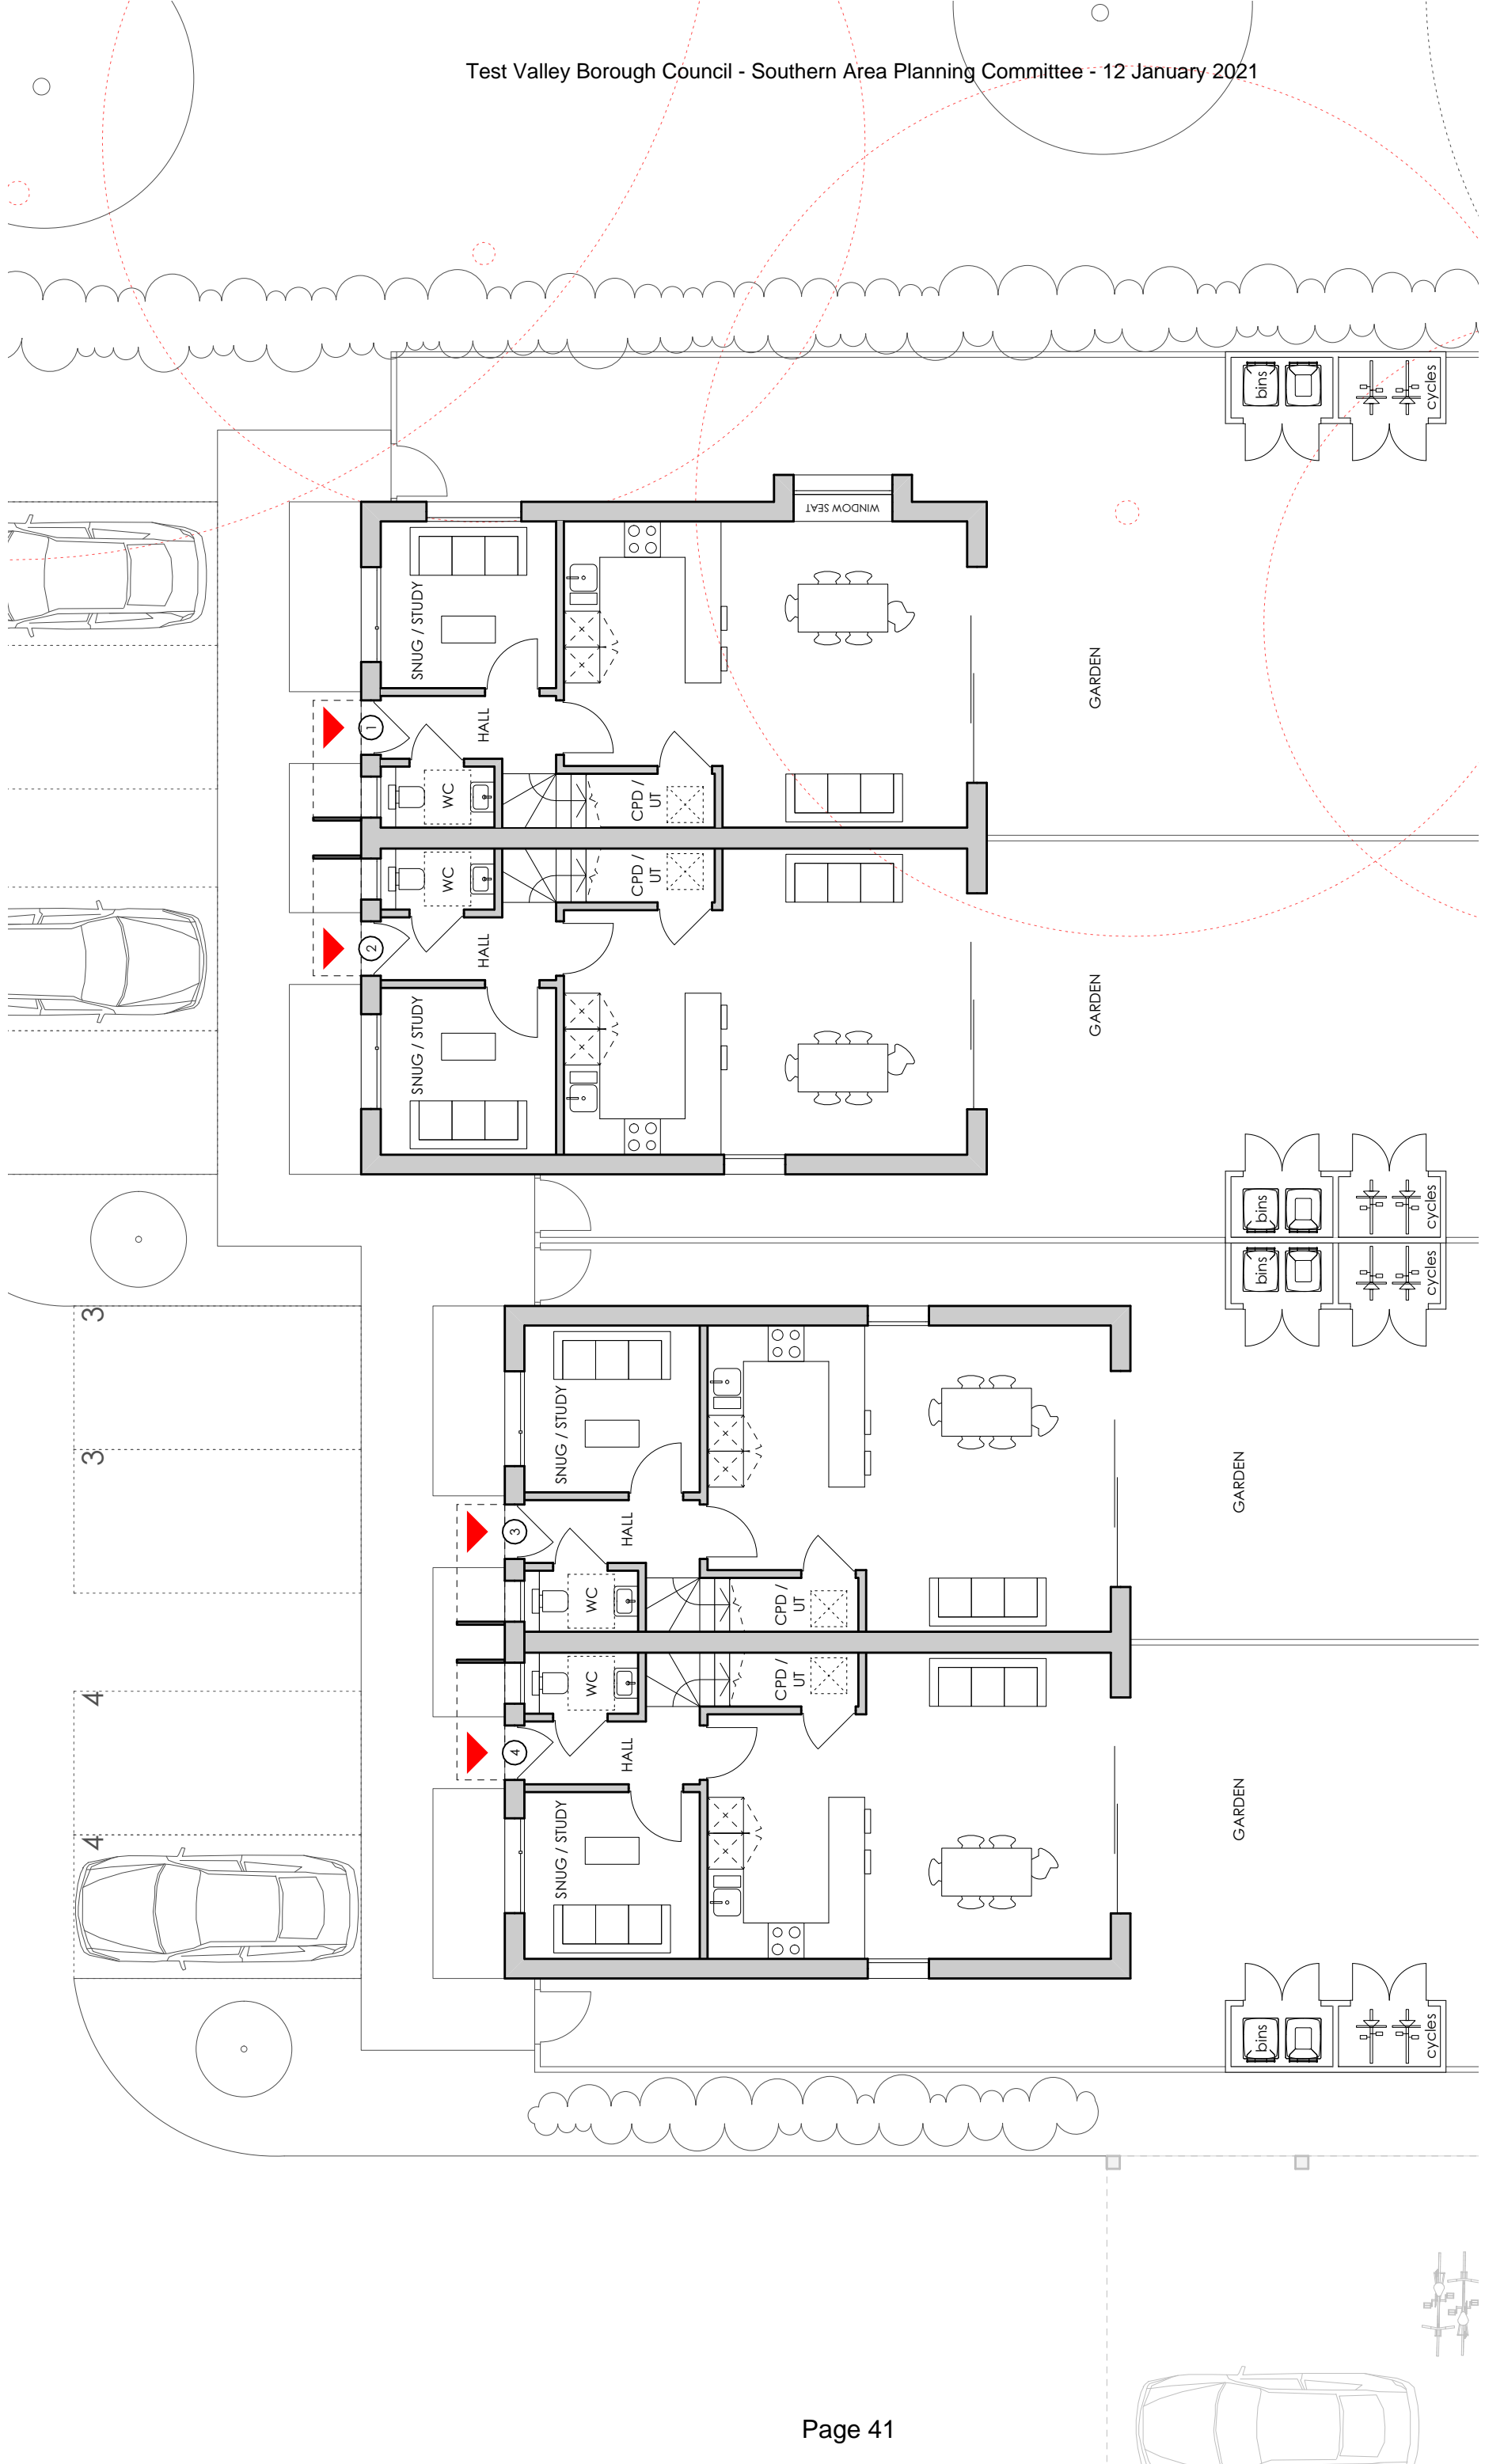 Test Valley Borough Council - Southern Area Planning Committee - 12 January 2021
bins
cycles
WINDOW SEAT
SNUG / STUDY
GARDEN
1
HALL
WC
CPD /
UT
WC
CPD /
UT
2
HALL
GARDEN
SNUG / STUDY
bins
cycles
bins
cycles
3
SNUG / STUDY
3
GARDEN
3
HALL
WC
CPD /
UT
WC
CPD /
UT
4
4
HALL
GARDEN
4
SNUG / STUDY
bins
cycles
Page 41